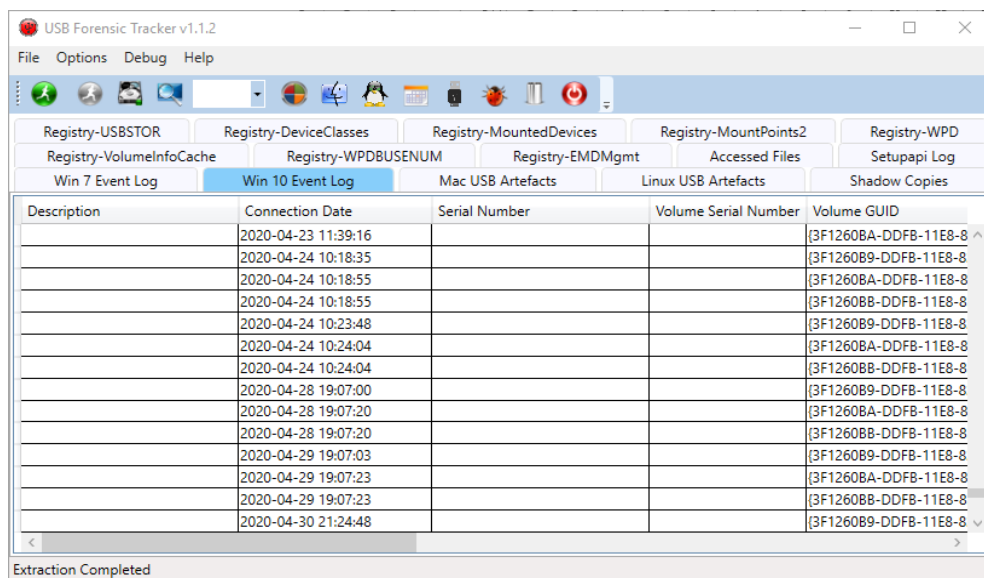 USB Forensic Tracker v1.1.2
File Options Debug Help
Registry-USBSTOR Registry-DeviceClasses Registry-MountedDevices Registry-MountPoints2 Registry-WPD
Registry-VolumeInfoCache Registry-WPDBUSENUM Registry-EMDMgmt Accessed Files Setupapi Log
Win 7 Event Log Win 10 Event Log Mac USB Artefacts Linux USB Artefacts Shadow Copies
Description Connection Date Serial Number Volume Serial Number Volume GUID
2020-04-23 11:39:16 {3F1260BA-DDFB-11E8-8
2020-04-24 10:18:35 {3F1260B9-DDFB-11E8-8
2020-04-24 10:18:55 {3F1260BA-DDFB-11E8-8
2020-04-24 10:18:55 {3F1260BB-DDFB-11E8-8
2020-04-24 10:23:48 {3F1260B9-DDFB-11E8-8
2020-04-24 10:24:04 {3F1260BA-DDFB-11E8-8
2020-04-24 10:24:04 {3F1260BB-DDFB-11E8-8
2020-04-28 19:07:00 {3F1260B9-DDFB-11E8-8
2020-04-28 19:07:20 {3F1260BA-DDFB-11E8-8
2020-04-28 19:07:20 {3F1260BB-DDFB-11E8-8
2020-04-29 19:07:03 {3F1260B9-DDFB-11E8-8
2020-04-29 19:07:23 {3F1260BA-DDFB-11E8-8
2020-04-29 19:07:23 {3F1260BB-DDFB-11E8-8
2020-04-30 21:24:48 {3F1260B9-DDFB-11E8-8
Extraction Completed